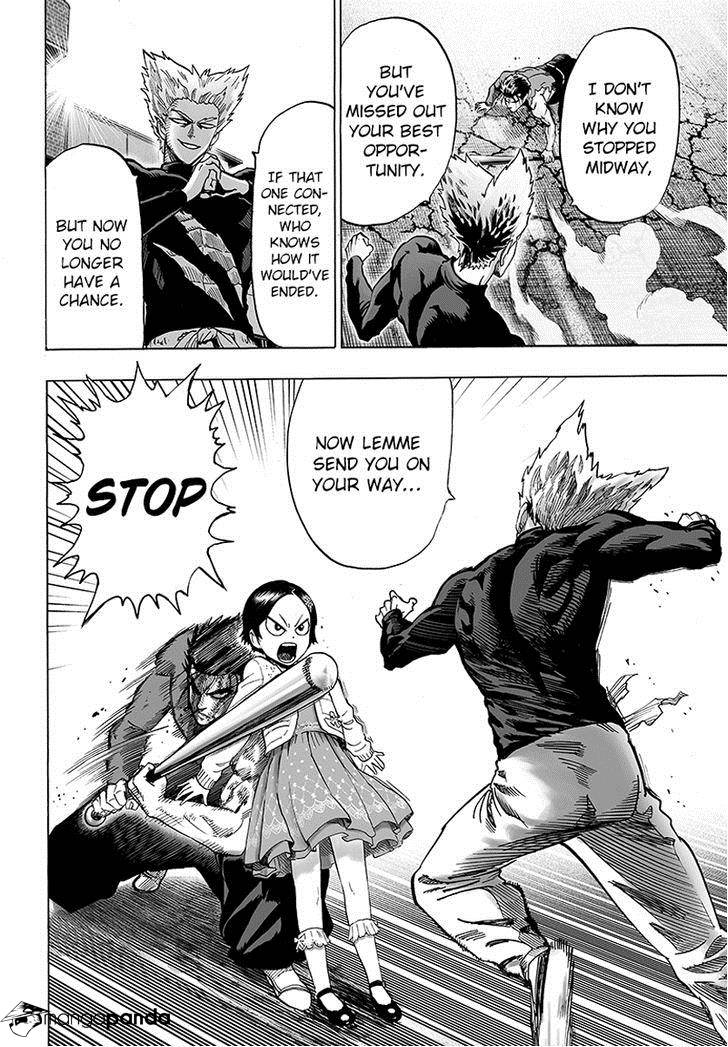 I DON'T
KNOW
WHY YOU
STOPPED
MIDWAY,
BUT
YOU'VE
MISSED OUT
YOUR BEST
OPPOR-
TUNITY.
IF THAT
ONE CON-
NECTED,
WHO
KNOWS
HOW IT
WOULD'VE
ENDED.
BUT NOW
YOU NO
LONGER
HAVE A
CHANCE.
NOW LEMME
SEND YOU ON
YOUR WAY...
STOP
mangapanda